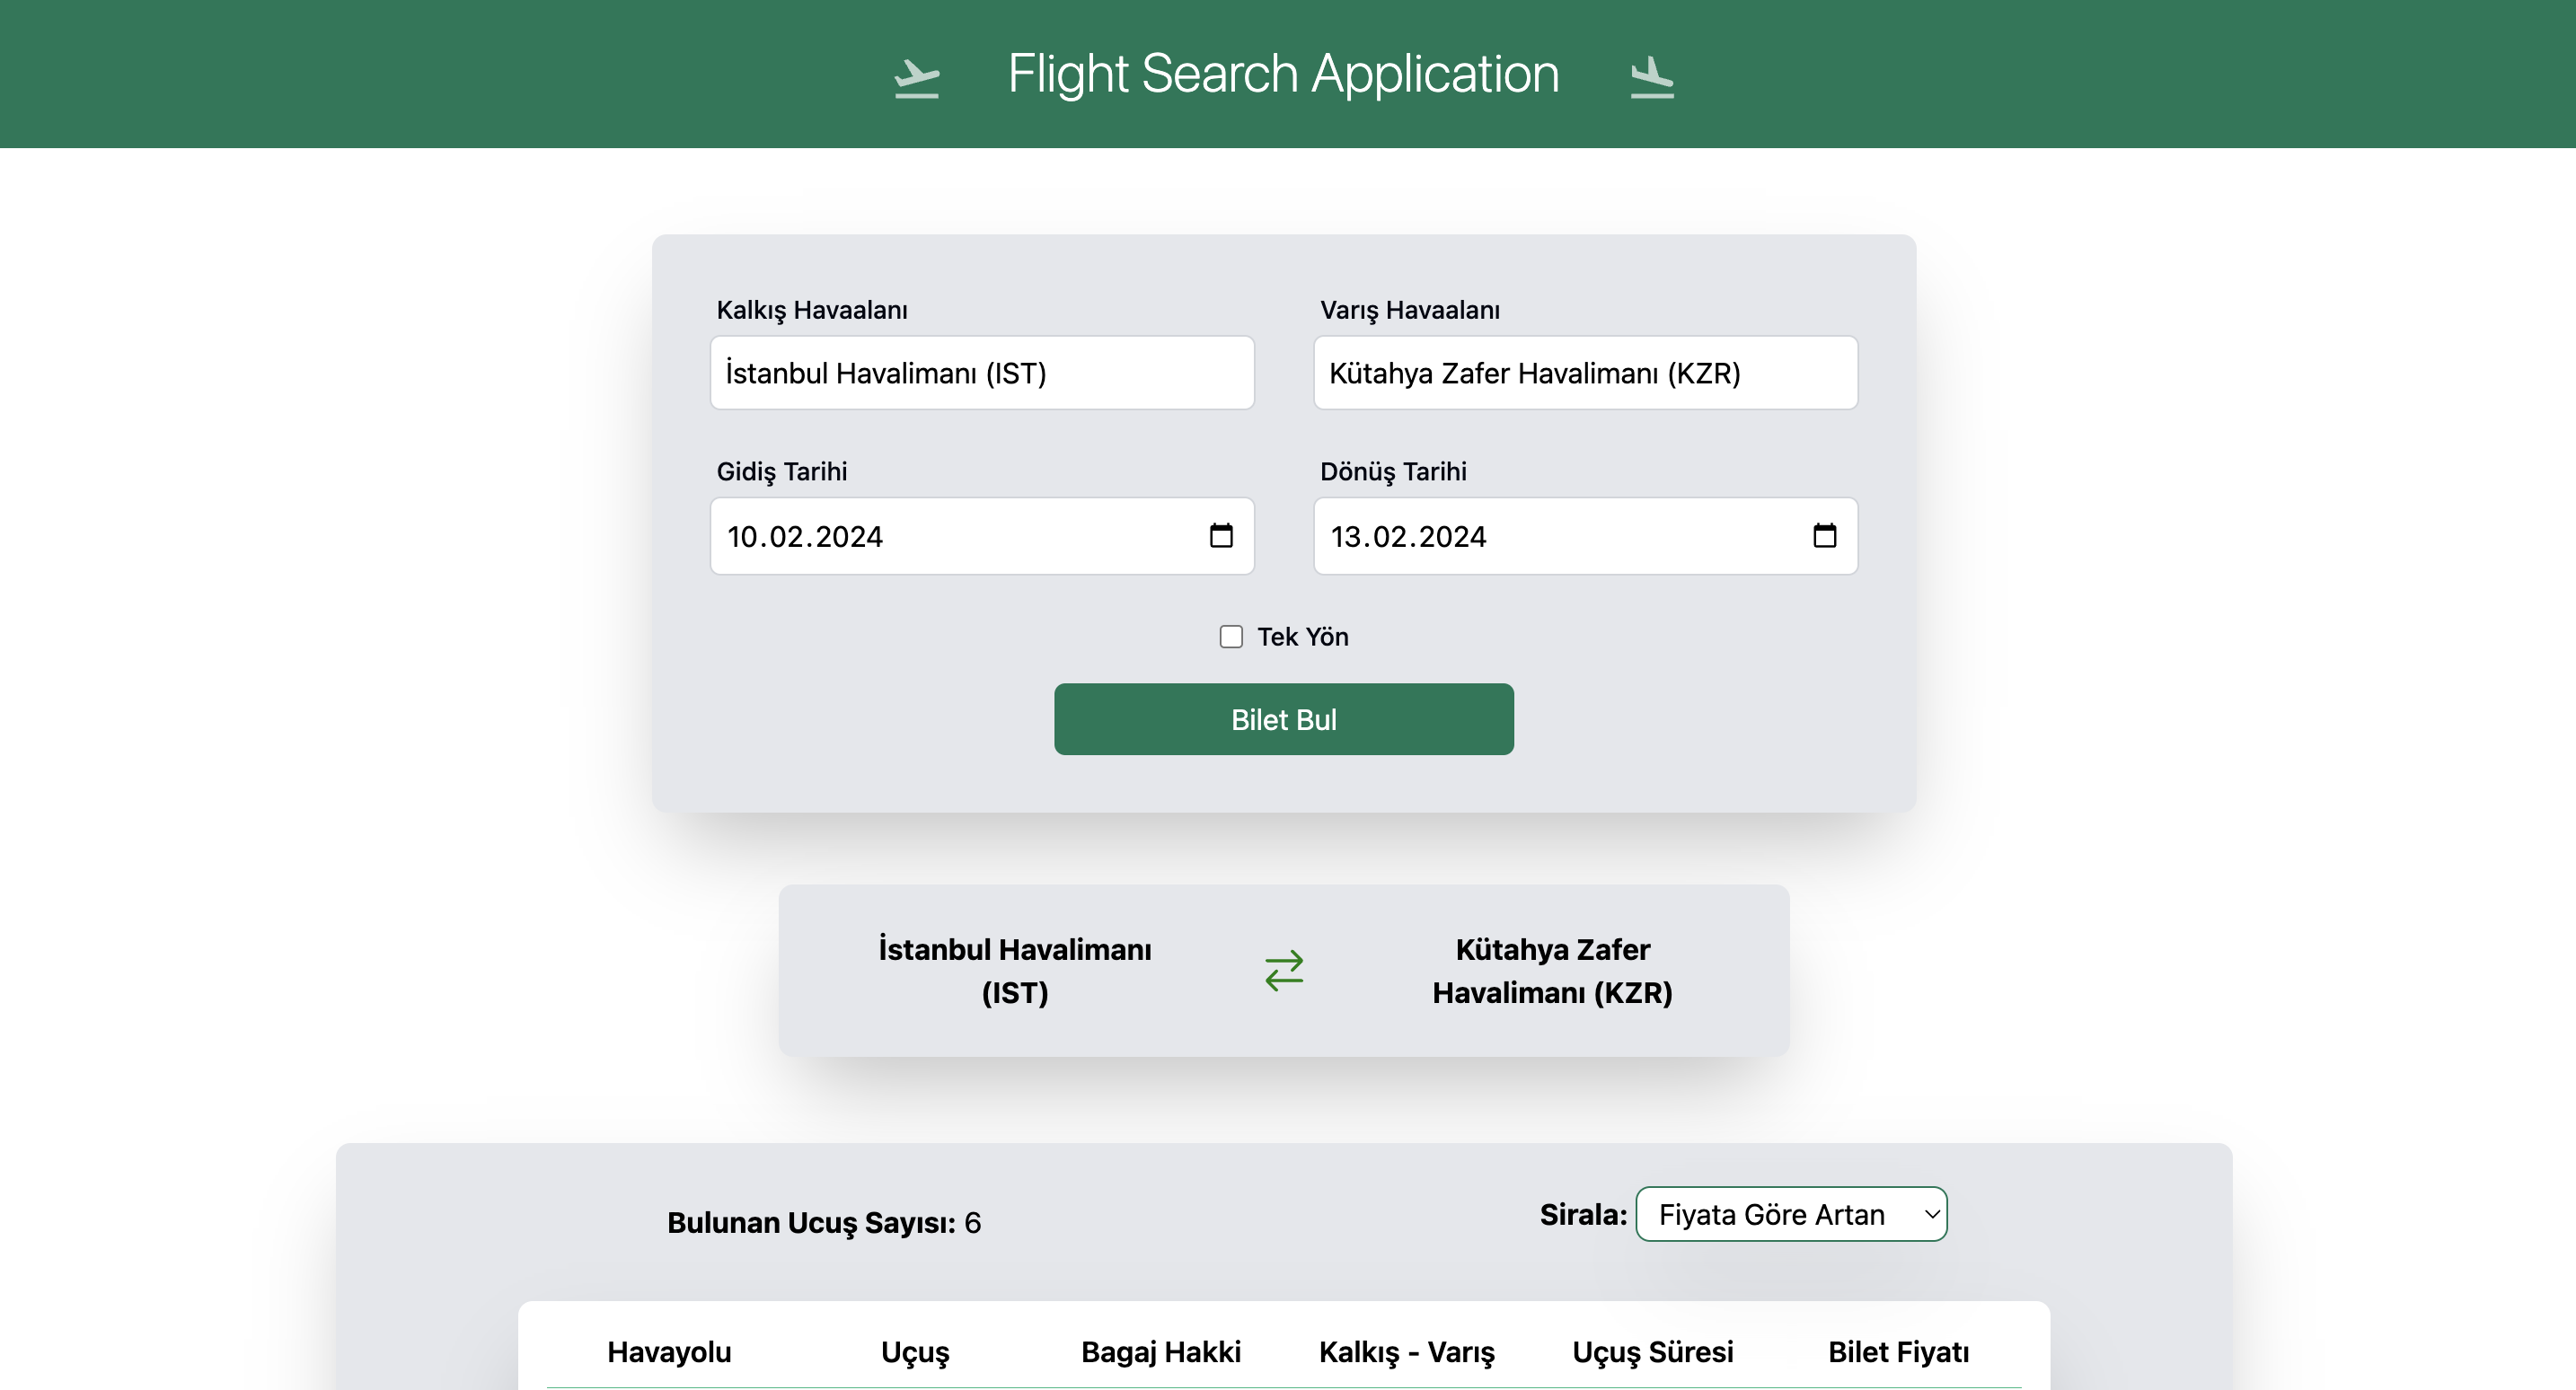 Flight Search Application
Kalkış Havaalanı
İstanbul Havalimanı (IST)
Varış Havaalanı
Kütahya Zafer Havalimanı (KZR)
Gidiş Tarihi
10.02.2024
Dönüş Tarihi
13.02.2024
Tek Yön
Bilet Bul
İstanbul Havalimanı
(IST)
Kütahya Zafer
Havalimanı (KZR)
Bulunan Ucuş Sayısı: 6
Sirala: Fiyata Göre Artan
Havayolu Uçuş Bagaj Hakki Kalkış - Varış Uçuş Süresi Bilet Fiyatı